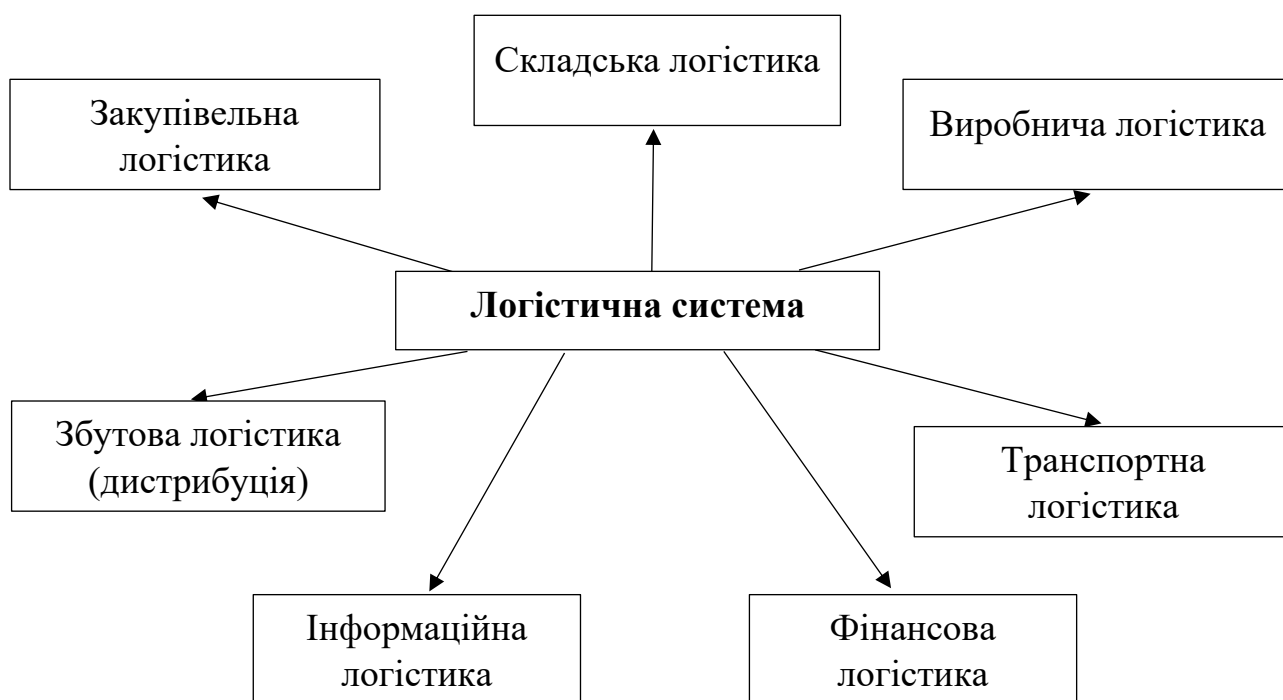 Складська логістика
Закупівельна
логістика
Виробнича логістика
Логістична система
Збутова логістика
(дистрибуція)
Транспортна
логістика
Інформаційна
логістика
Фінансова
логістика